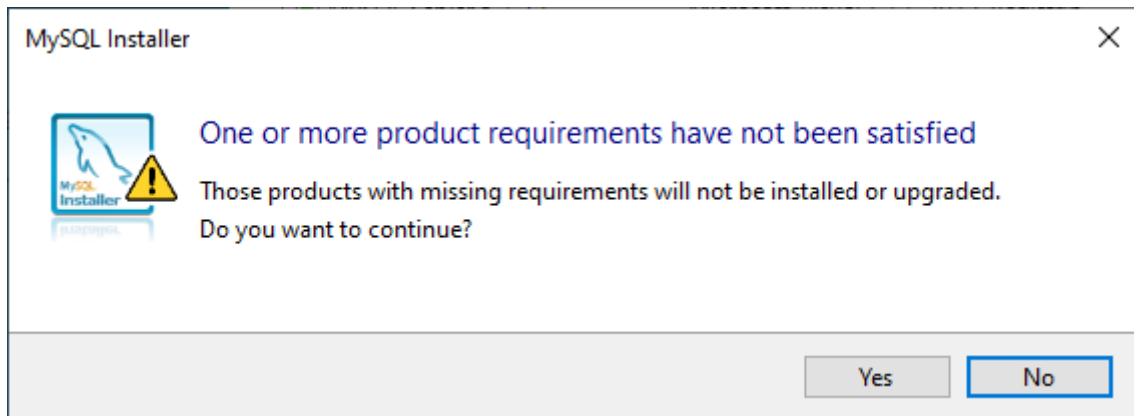 MySQL Installer
One or more product requirements have not been satisfied
MySQL
Installer
Those products with missing requirements will not be installed or upgraded.
Do you want to continue?
Yes
No